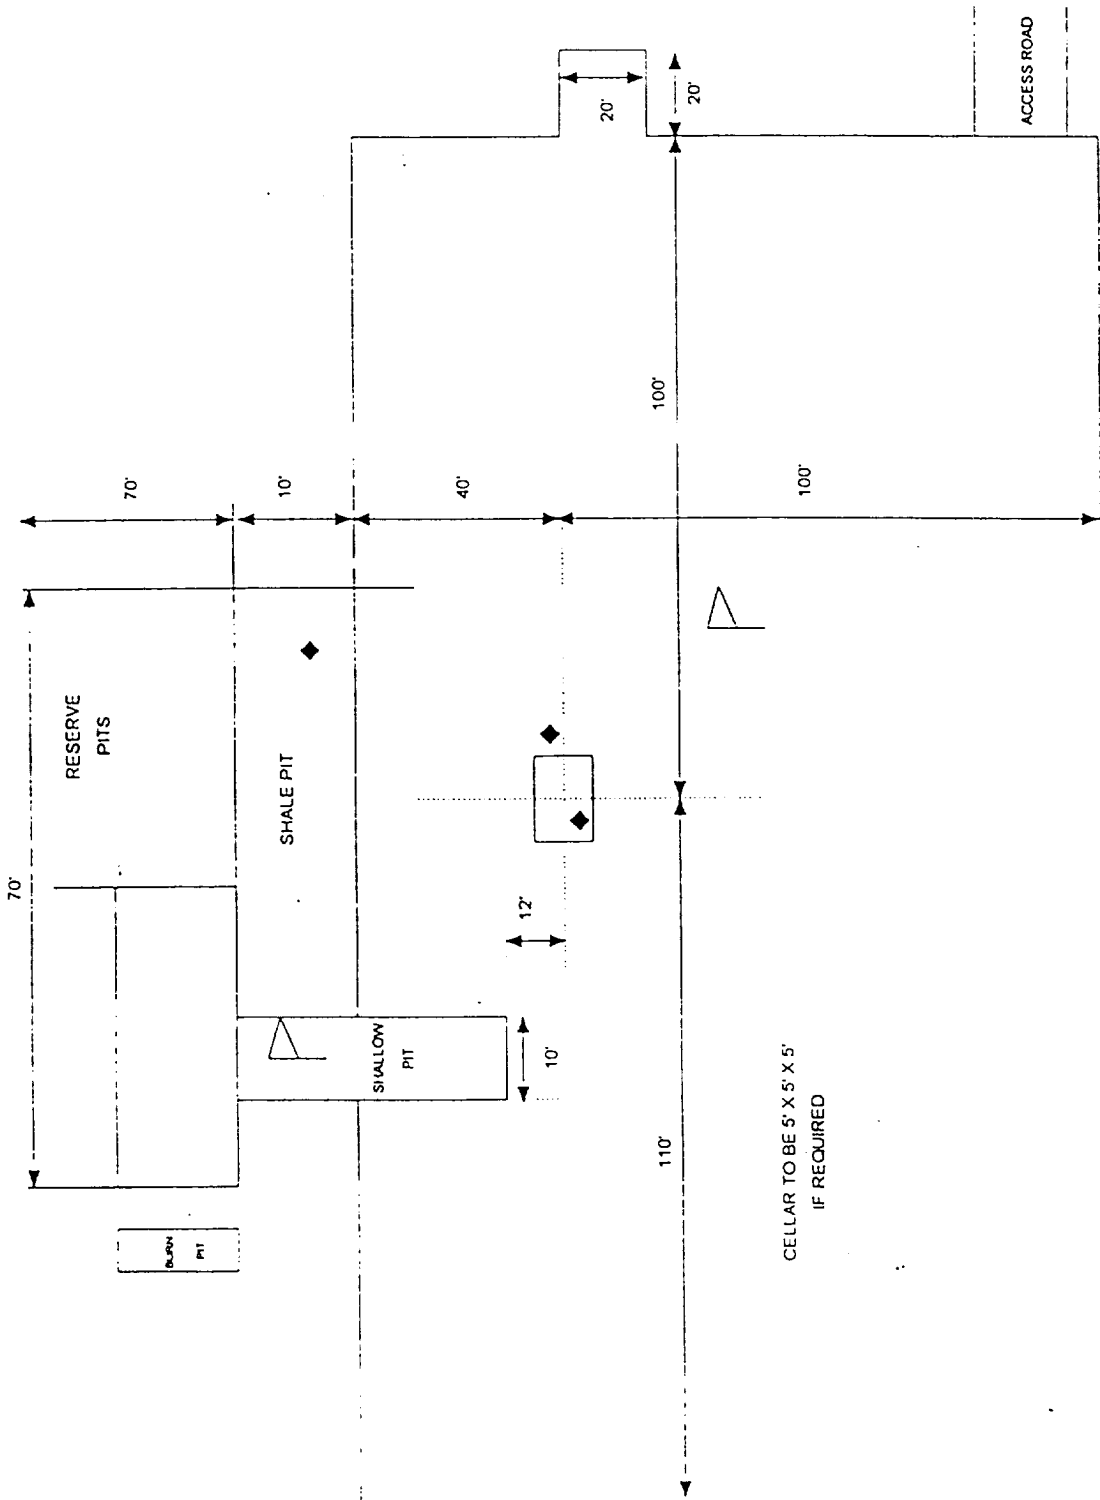 ACCESS ROAD
20'
20'
100'
70'
10'
40'
100'
RESERVE
PITS
SHALE PIT
70'
12'
SHALLOW
PIT
10'
110'
BURN
PIT
CELLAR TO BE 5' X 5' X 5'
IF REQUIRED